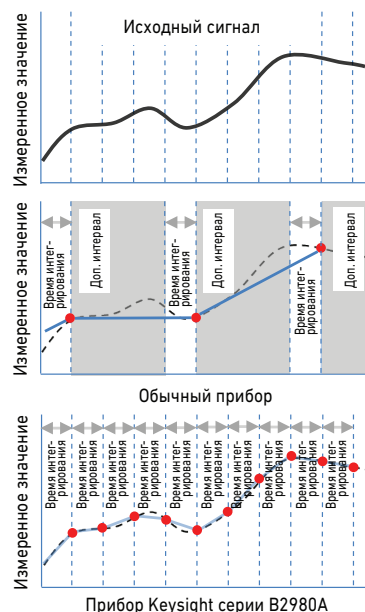 Исходный сигнал
Измеренное значение
Измеренное значение
Время интег-
рирования
Доп. интервал
Время интег-
рирования
Доп. интервал
Время интег-
рирования
Доп. интервал
Обычный прибор
Измеренное значение
Время интег-
рирования
Время интег-
рирования
Время интег-
рирования
Время интег-
рирования
Время интег-
рирования
Время интег-
рирования
Время интег-
рирования
Время интег-
рирования
Время интег-
рирования
Время интег-
рирования
Прибор Keysight серии B2980A